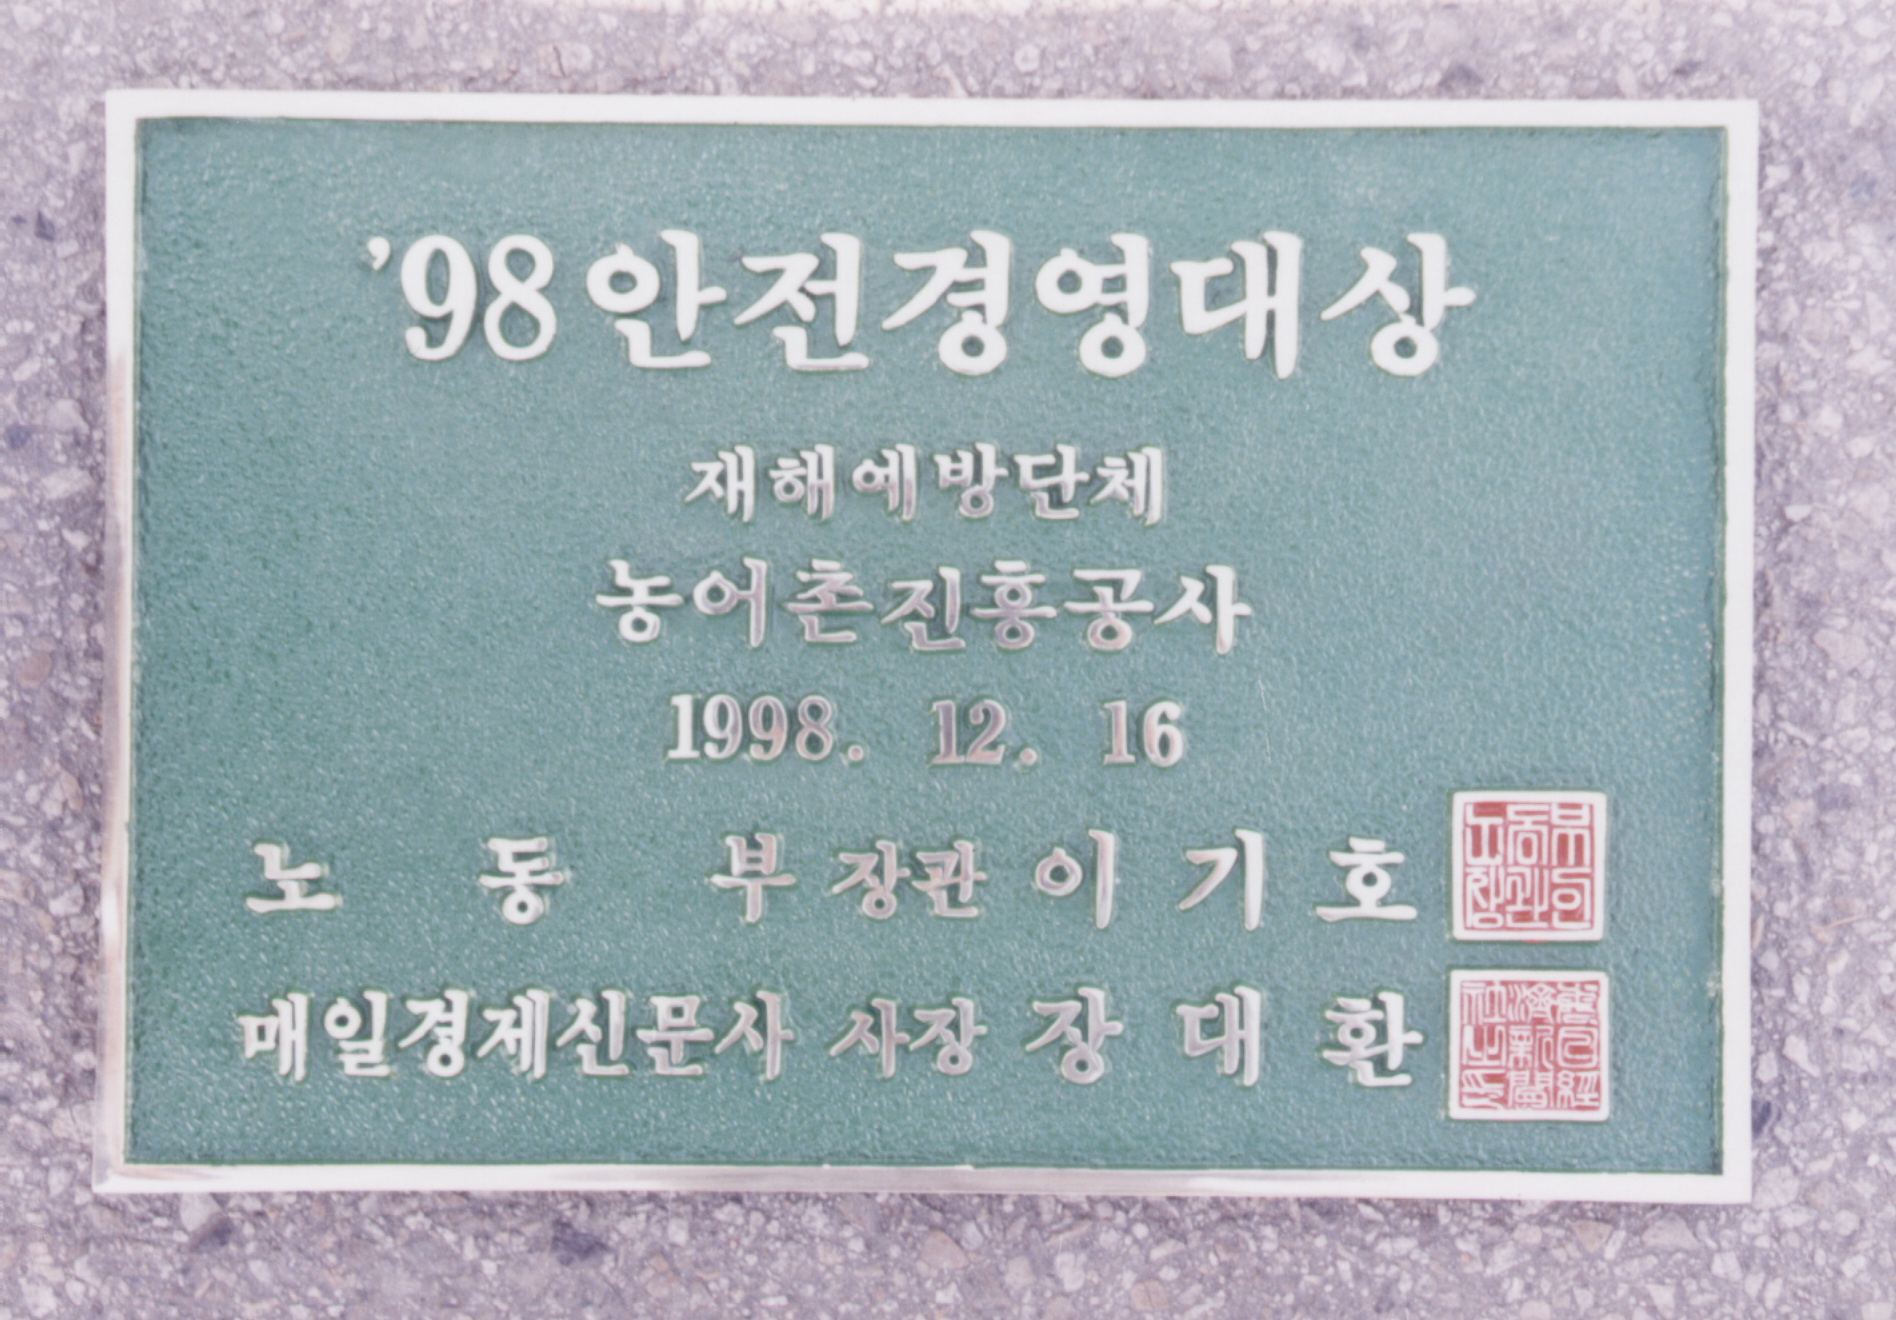 '98 안전경영대상
재해예방단체
농어촌진흥공사
1998. 12. 16
노 동 부 장관 이 기 호
매일경제신문사 사장 장 대 환